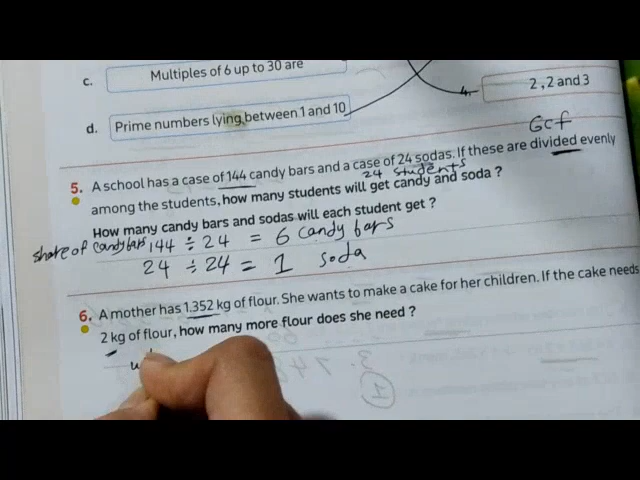 c. Multiples of 6 up to 30 are
4. 2 , 2 and 3
d. Prime numbers lying between 1 and 10
GCF
5. A school has a case of 144 candy bars and a case of 24 sodas. If these are divided evenly
24 students
among the students, how many students will get candy and soda ?
How many candy bars and sodas will each student get ?
share of candy bars 144 ÷ 24 = 6 candy bars
24 ÷ 24 = 1 soda
6. A mother has 1.352 kg of flour. She wants to make a cake for her children. If the cake needs
2 kg of flour, how many more flour does she need ?